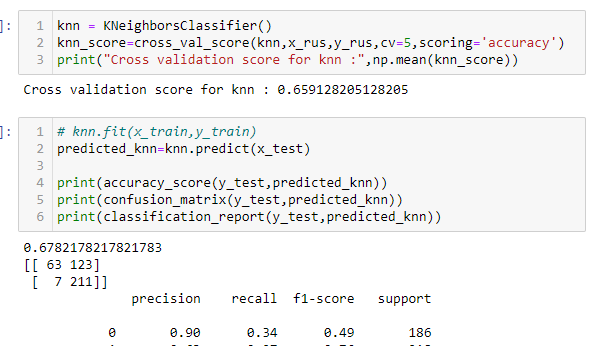 ]:
1 knn = KNeighborsClassifier()
2 knn_score=cross_val_score(knn,x_rus,y_rus,cv=5,scoring='accuracy')
3 print("Cross validation score for knn :",np.mean(knn_score))
Cross validation score for knn : 0.659128205128205
]:
1 # knn.fit(x_train,y_train)
2 predicted_knn=knn.predict(x_test)
3
4 print(accuracy_score(y_test,predicted_knn))
5 print(confusion_matrix(y_test,predicted_knn))
6 print(classification_report(y_test,predicted_knn))
0.6782178217821783
[[ 63 123]
[ 7 211]]
precision recall f1-score support
0 0.90 0.34 0.49 186